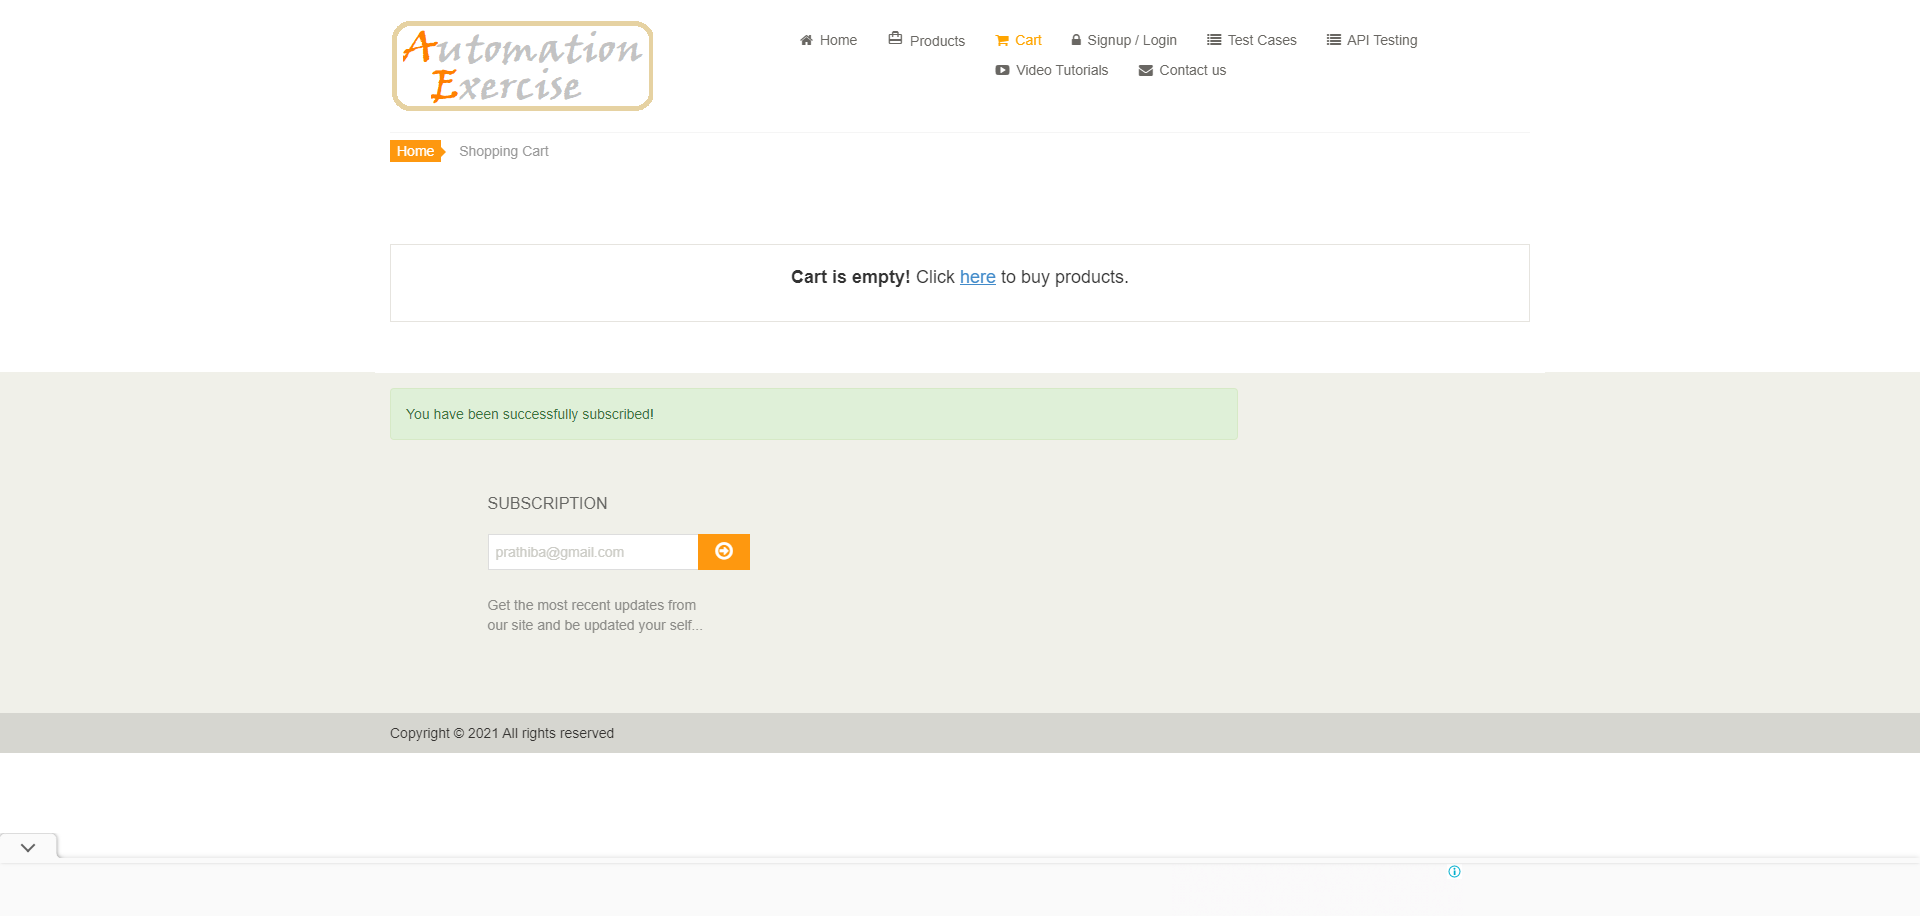 Automation
Exercise
Home
Products
Cart
Signup / Login
Test Cases
API Testing
Video Tutorials
Contact us
Home
Shopping Cart
Cart is empty! Click here to buy products.
You have been successfully subscribed!
SUBSCRIPTION
prathiba@gmail.com
Get the most recent updates from
our site and be updated your self...
Copyright © 2021 All rights reserved